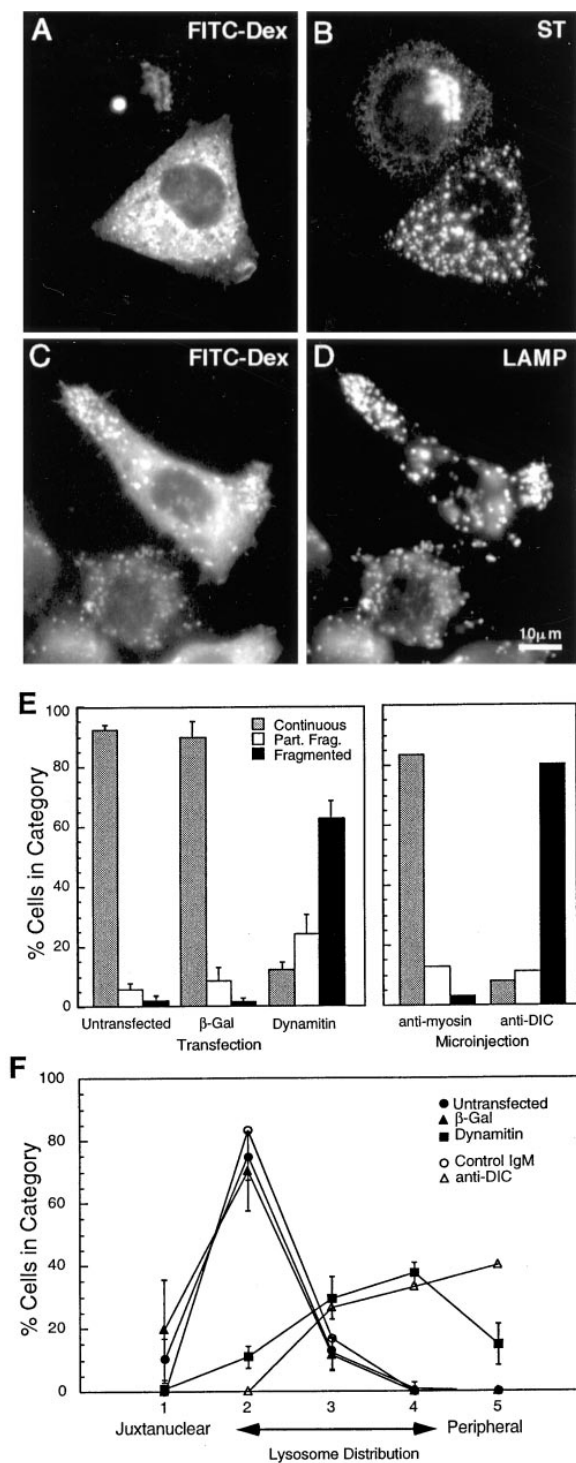 A FITC-Dex
B ST
C FITC-Dex
D LAMP
10µm
E
% Cells in Category
100
80
60
40
20
0
Continuous
Part. Frag.
Fragmented
Untransfected β-Gal Dynamitin
Transfection
anti-myosin anti-DIC
Microinjection
F
% Cells in Category
100
80
60
40
20
0
Untransfected
β-Gal
Dynamitin
Control IgM
anti-DIC
1 2 3 4 5
Juxtanuclear Peripheral
Lysosome Distribution